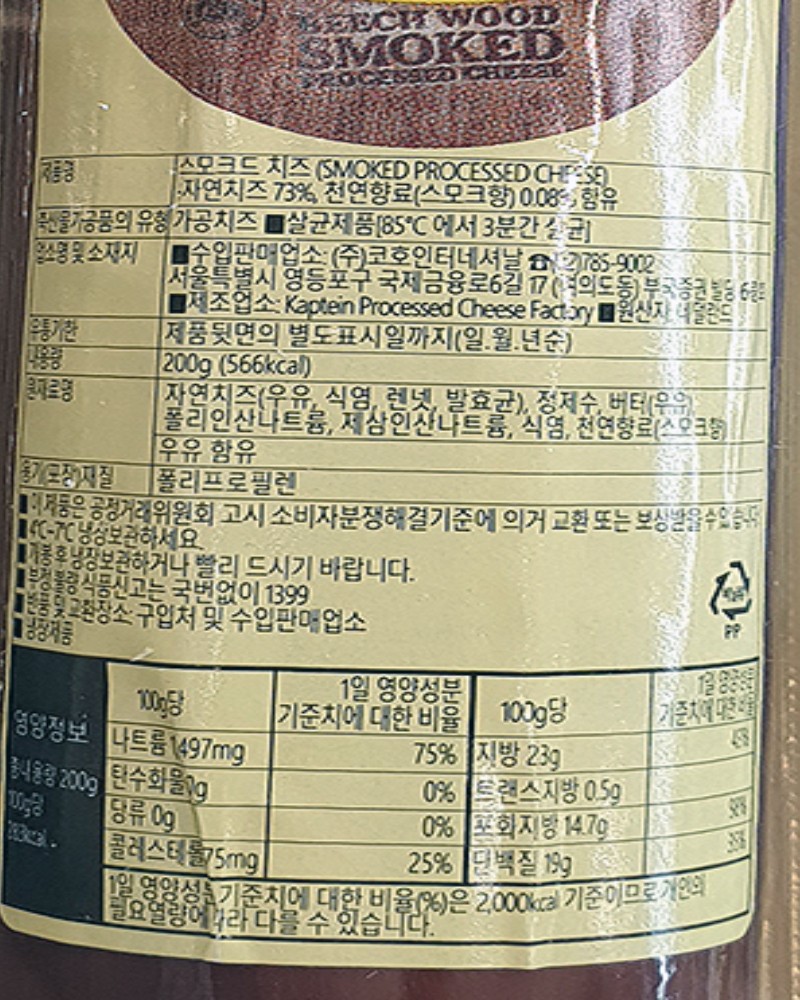 BEECH WOOD
SMOKED
PROCESSED CHEESE
제품명
스모크드 치즈 (SMOKED PROCESSED CHEESE)
자연치즈 73%, 천연향료(스모크향) 0.08% 함유
축산물가공품의 유형
가공치즈 ■살균제품[85℃에서 3분간 살균]
업소명 및 소재지
■수입판매업소: (주)코호인터네셔날 ☎02)785-9002
서울특별시 영등포구 국제금융로6길 17 (여의도동)
■제조업소: Kaptein Processed Cheese Factory ■원산지: 네덜란드
유통기한
제품 뒷면의 별도표시일까지(일.월.년순)
내용량
200g (566kcal)
원재료명
자연치즈(우유, 식염, 렌넷, 발효균), 정제수, 버터(우유),
폴리인산나트륨, 제삼인산나트륨, 식염, 천연향료(스모크향)
우유 함유
용기(포장)재질
폴리프로필렌
■이 제품은 공정거래위원회 고시 소비자분쟁해결기준에 의거 교환 또는 보상받을 수 있습니다
■4℃-7℃ 냉장보관하세요.
■개봉 후 냉장보관하거나 빨리 드시기 바랍니다.
■부정·불량식품신고는 국번없이 1399
■반품 및 교환장소: 구입처 및 수입판매업소
■냉장제품
PP
영양정보
총내용량 200g
100g당
283kcal
100g당
1일 영양성분
기준치에 대한 비율
100g당
1일 영양성분
기준치에 대한 비율
나트륨 1497mg
75%
지방 23g
43%
탄수화물 0g
0%
트랜스지방 0.5g
당류 0g
0%
포화지방 14.7g
98%
콜레스테롤 75mg
25%
단백질 19g
35%
1일 영양성분 기준치에 대한 비율(%)은 2,000kcal 기준이므로 개인의
필요열량에 따라 다를 수 있습니다.